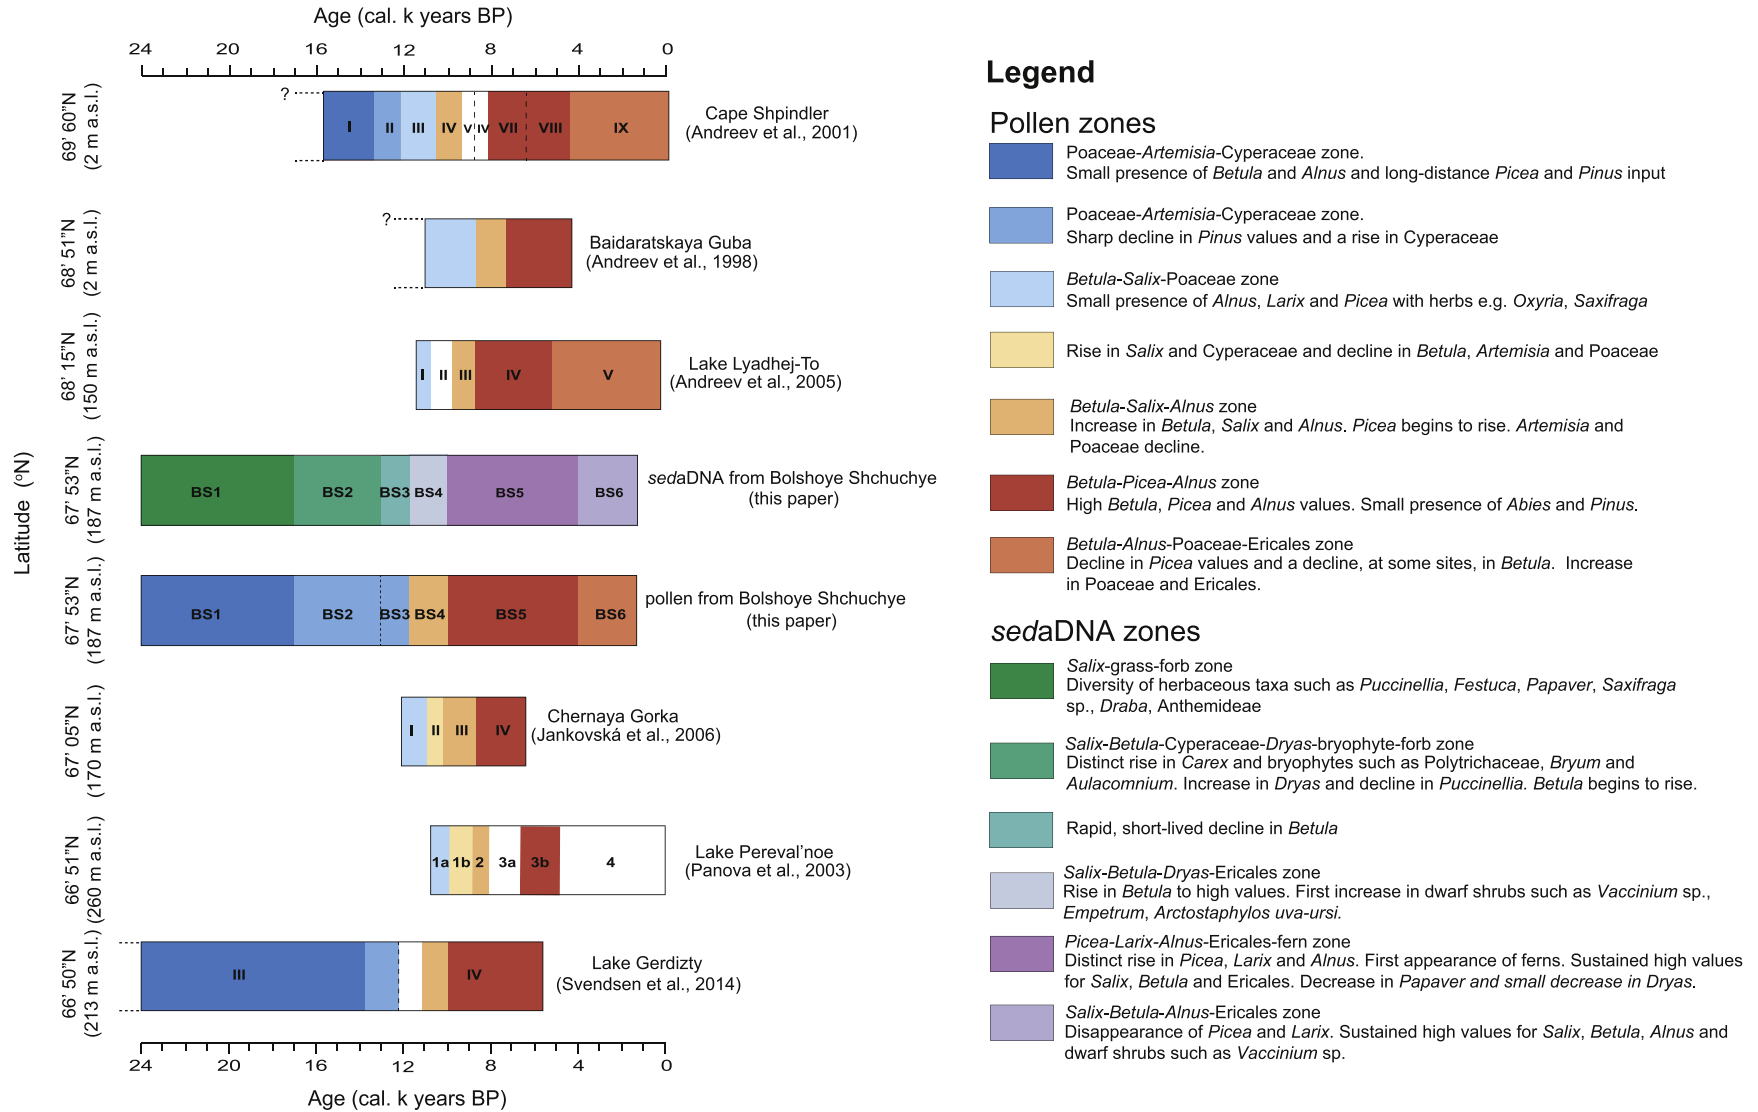 Age (cal. k years BP)
24 20 16 12 8 4 0
Latitude (°N)
69' 60"N
(2 m a.s.l.)
?
I II III IV V IV VII VIII IX
Cape Shpindler
(Andreev et al., 2001)
68' 51"N
(2 m a.s.l.)
?
Baidaratskaya Guba
(Andreev et al., 1998)
68' 15"N
(150 m a.s.l.)
I II III IV V
Lake Lyadhej-To
(Andreev et al., 2005)
67' 53"N
(187 m a.s.l.)
BS1 BS2 BS3 BS4 BS5 BS6
sedaDNA from Bolshoye Shchuchye
(this paper)
67' 53"N
(187 m a.s.l.)
BS1 BS2 BS3 BS4 BS5 BS6
pollen from Bolshoye Shchuchye
(this paper)
67' 05"N
(170 m a.s.l.)
I II III IV
Chernaya Gorka
(Jankovská et al., 2006)
66' 51"N
(260 m a.s.l.)
1a 1b 2 3a 3b 4
Lake Pereval'noe
(Panova et al., 2003)
66' 50"N
(213 m a.s.l.)
III IV
Lake Gerdizty
(Svendsen et al., 2014)
24 20 16 12 8 4 0
Age (cal. k years BP)
Legend
Pollen zones
Poaceae-Artemisia-Cyperaceae zone.
Small presence of Betula and Alnus and long-distance Picea and Pinus input
Poaceae-Artemisia-Cyperaceae zone.
Sharp decline in Pinus values and a rise in Cyperaceae
Betula-Salix-Poaceae zone
Small presence of Alnus, Larix and Picea with herbs e.g. Oxyria, Saxifraga
Rise in Salix and Cyperaceae and decline in Betula, Artemisia and Poaceae
Betula-Salix-Alnus zone
Increase in Betula, Salix and Alnus. Picea begins to rise. Artemisia and
Poaceae decline.
Betula-Picea-Alnus zone
High Betula, Picea and Alnus values. Small presence of Abies and Pinus.
Betula-Alnus-Poaceae-Ericales zone
Decline in Picea values and a decline, at some sites, in Betula. Increase
in Poaceae and Ericales.
sedaDNA zones
Salix-grass-forb zone
Diversity of herbaceous taxa such as Puccinellia, Festuca, Papaver, Saxifraga
sp., Draba, Anthemideae
Salix-Betula-Cyperaceae-Dryas-bryophyte-forb zone
Distinct rise in Carex and bryophytes such as Polytrichaceae, Bryum and
Aulacomnium. Increase in Dryas and decline in Puccinellia. Betula begins to rise.
Rapid, short-lived decline in Betula
Salix-Betula-Dryas-Ericales zone
Rise in Betula to high values. First increase in dwarf shrubs such as Vaccinium sp.,
Empetrum, Arctostaphylos uva-ursi.
Picea-Larix-Alnus-Ericales-fern zone
Distinct rise in Picea, Larix and Alnus. First appearance of ferns. Sustained high values
for Salix, Betula and Ericales. Decrease in Papaver and small decrease in Dryas.
Salix-Betula-Alnus-Ericales zone
Disappearance of Picea and Larix. Sustained high values for Salix, Betula, Alnus and
dwarf shrubs such as Vaccinium sp.